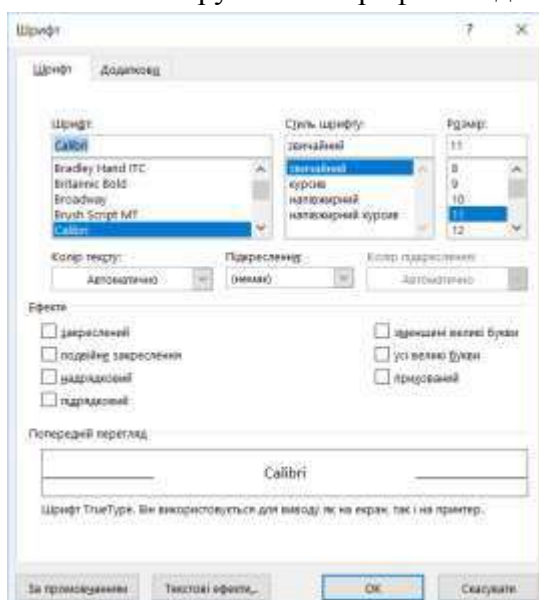 Шрифт ? ×
Шрифт Додатково
Шрифт: Стиль шрифту: Розмір:
Calibri звичайний 11
Bradley Hand ITC звичайний 8
Britannic Bold курсив 9
Broadway напівжирний 10
Brush Script MT напівжирний курсив 11
Calibri 12
Колір тексту: Підкреслення: Колір підкреслення:
Автоматично (немає) Автоматично
Ефекти
закреслений зменшені великі букви
подвійне закреслення усі великі букви
надрядковий прихований
підрядковий
Попередній перегляд
Calibri
Шрифт TrueType. Він використовується для виводу як на екран, так і на принтер.
За промовчанням Текстові ефекти... OK Скасувати